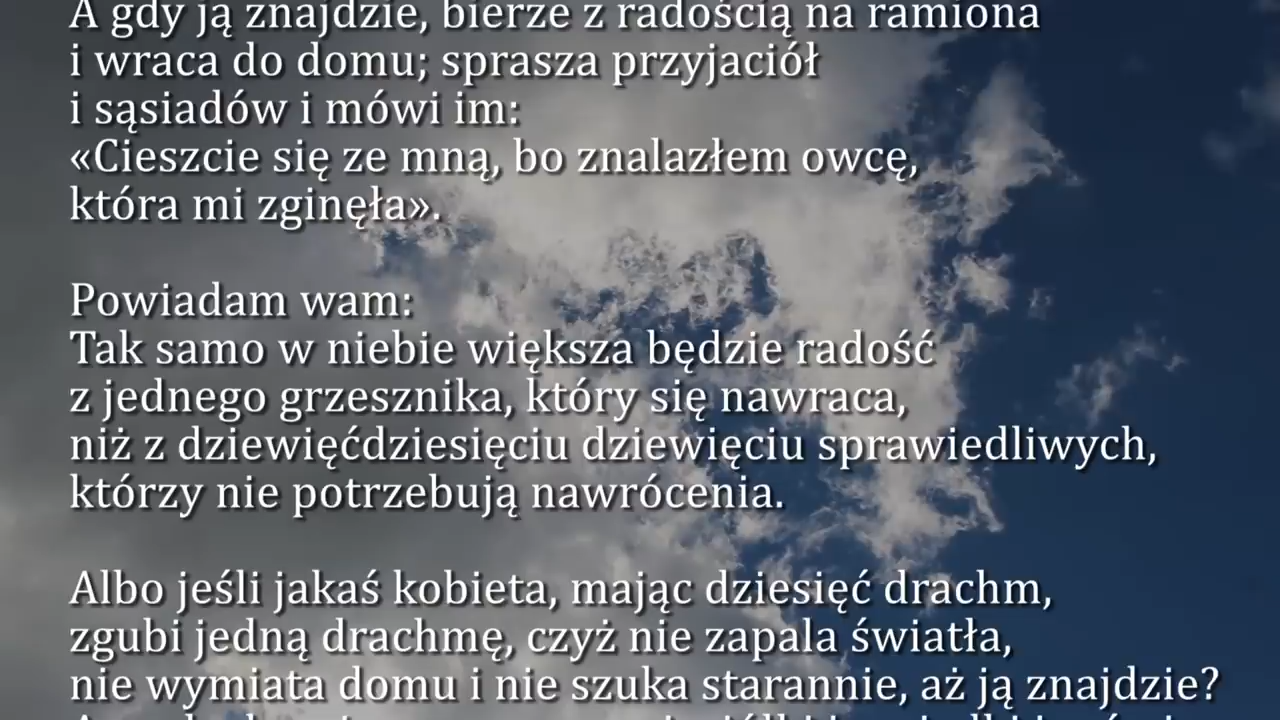 A gdy ją znajdzie, bierze z radością na ramiona
i wraca do domu; sprasza przyjaciół
i sąsiadów i mówi im:
«Cieszcie się ze mną, bo znalazłem owcę,
która mi zginęła».
Powiadam wam:
Tak samo w niebie większa będzie radość
z jednego grzesznika, który się nawraca,
niż z dziewięćdziesięciu dziewięciu sprawiedliwych,
którzy nie potrzebują nawrócenia.
Albo jeśli jakaś kobieta, mając dziesięć drachm,
zgubi jedną drachmę, czyż nie zapala światła,
nie wymiata domu i nie szuka starannie, aż ją znajdzie?